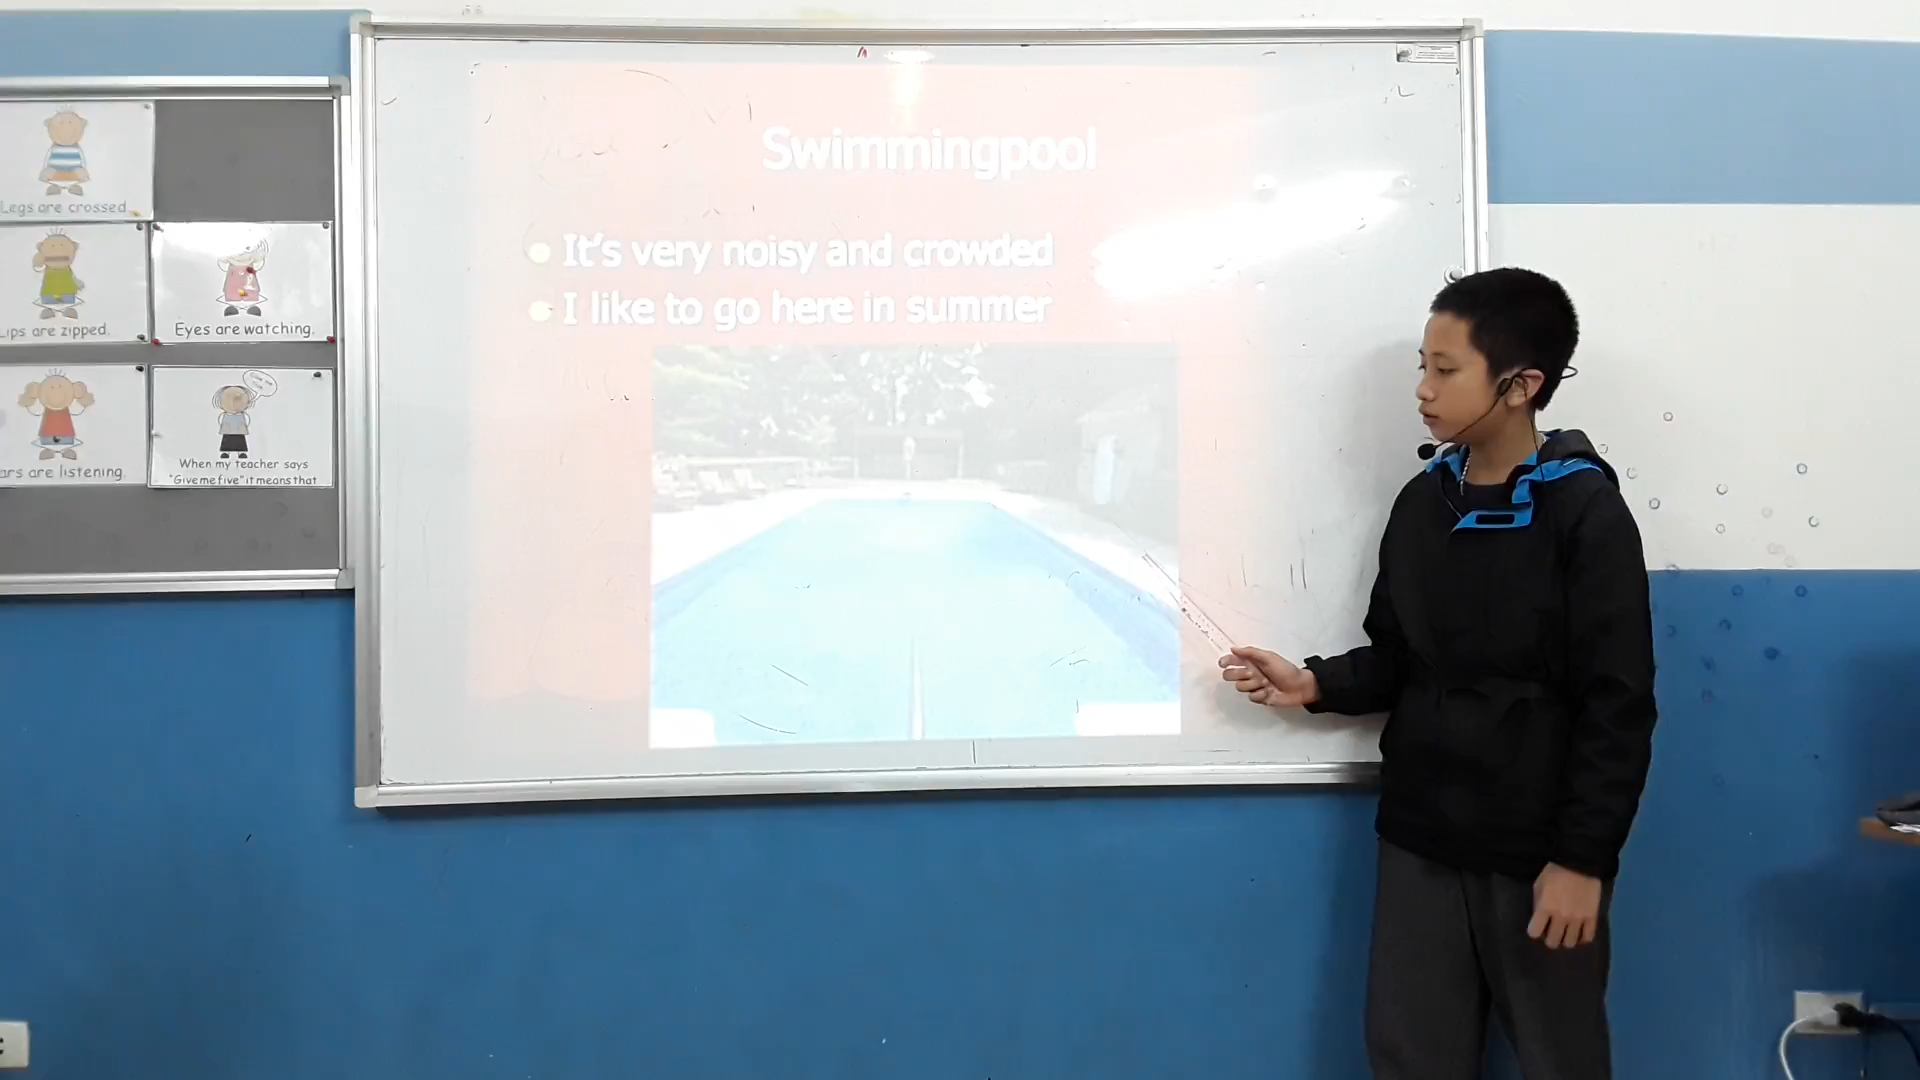 Legs are crossed.
Lips are zipped.
Eyes are watching.
are listening.
When my teacher says
"Give me five" it means that
Swimmingpool
It's very noisy and crowded
I like to go here in summer